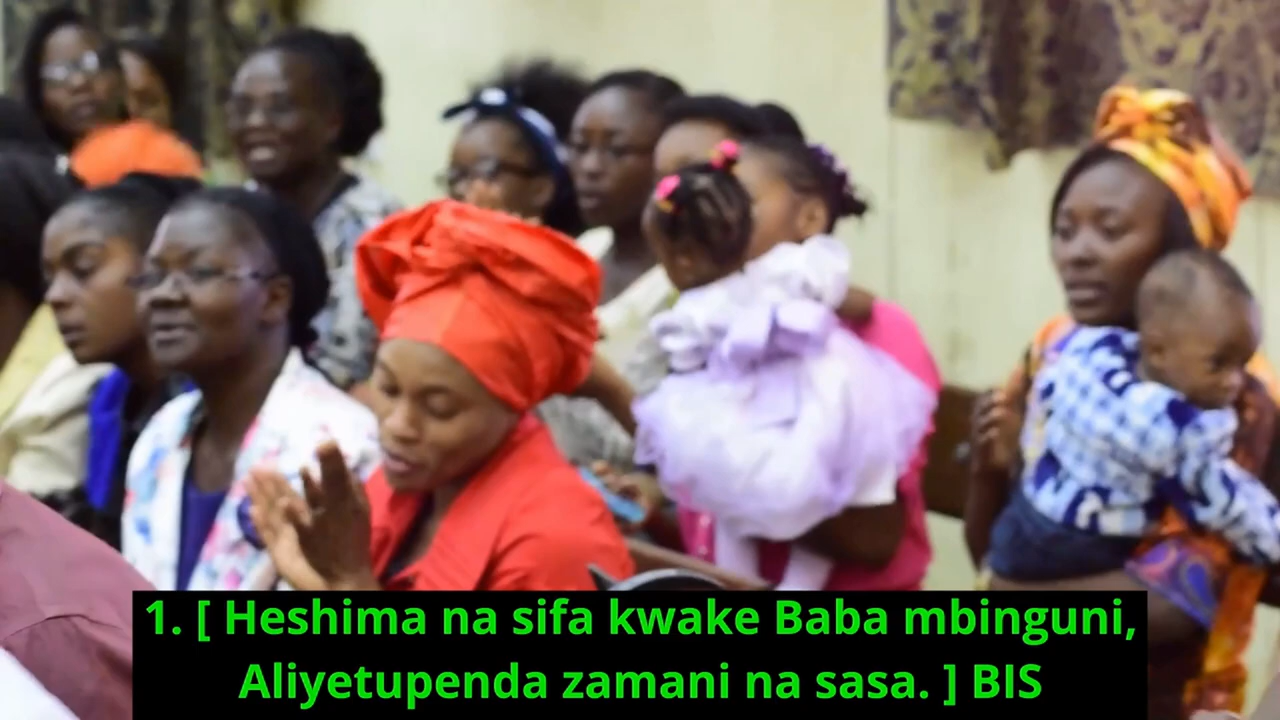 1. [ Heshima na sifa kwake Baba mbinguni,
Aliyetupenda zamani na sasa. ] BIS